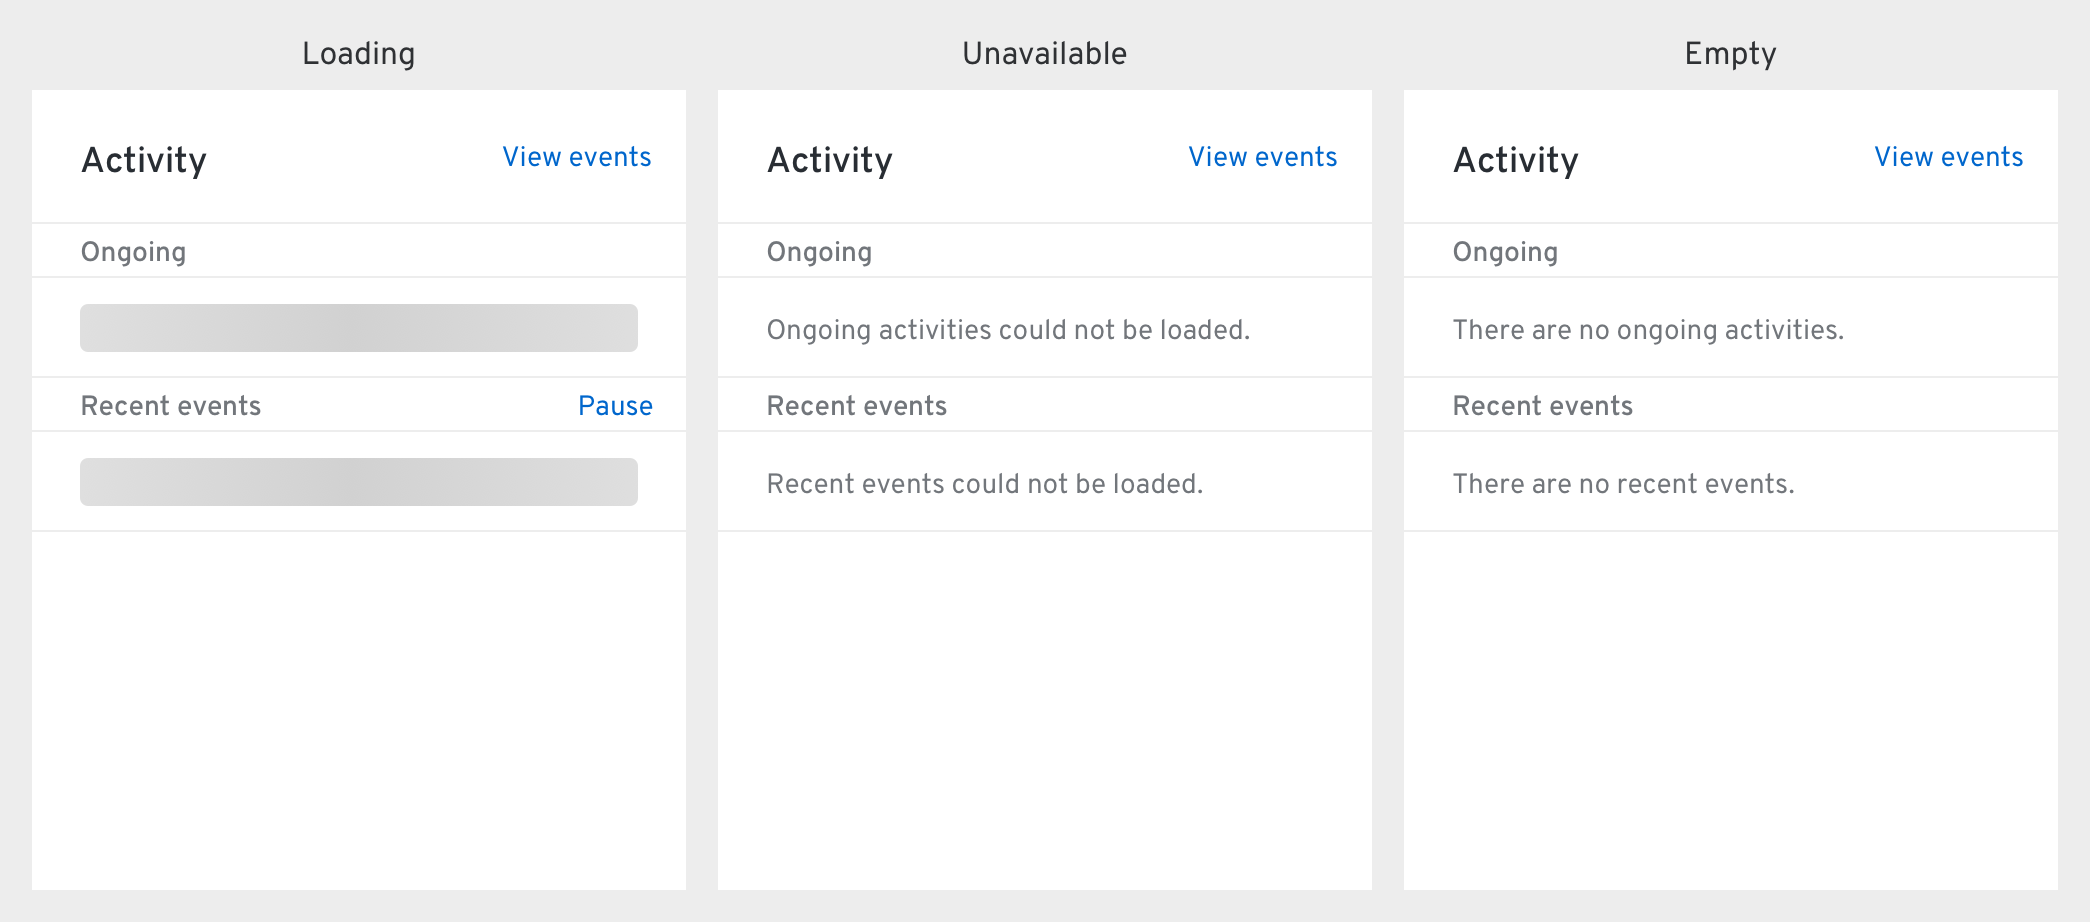 Loading
Activity
View events
Ongoing
Recent events
Pause
Unavailable
Activity
View events
Ongoing
Ongoing activities could not be loaded.
Recent events
Recent events could not be loaded.
Empty
Activity
View events
Ongoing
There are no ongoing activities.
Recent events
There are no recent events.